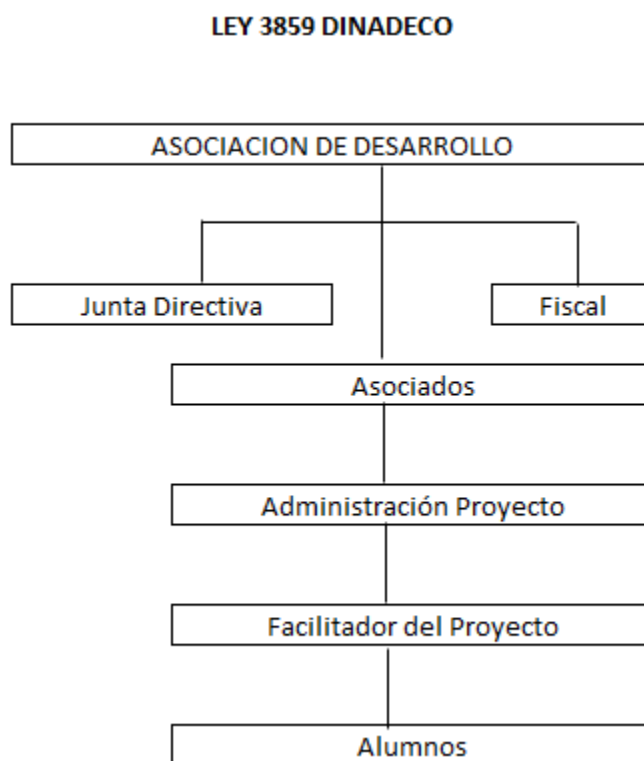 LEY 3859 DINADECO
ASOCIACION DE DESARROLLO
Junta Directiva
Fiscal
Asociados
Administración Proyecto
Facilitador del Proyecto
Alumnos